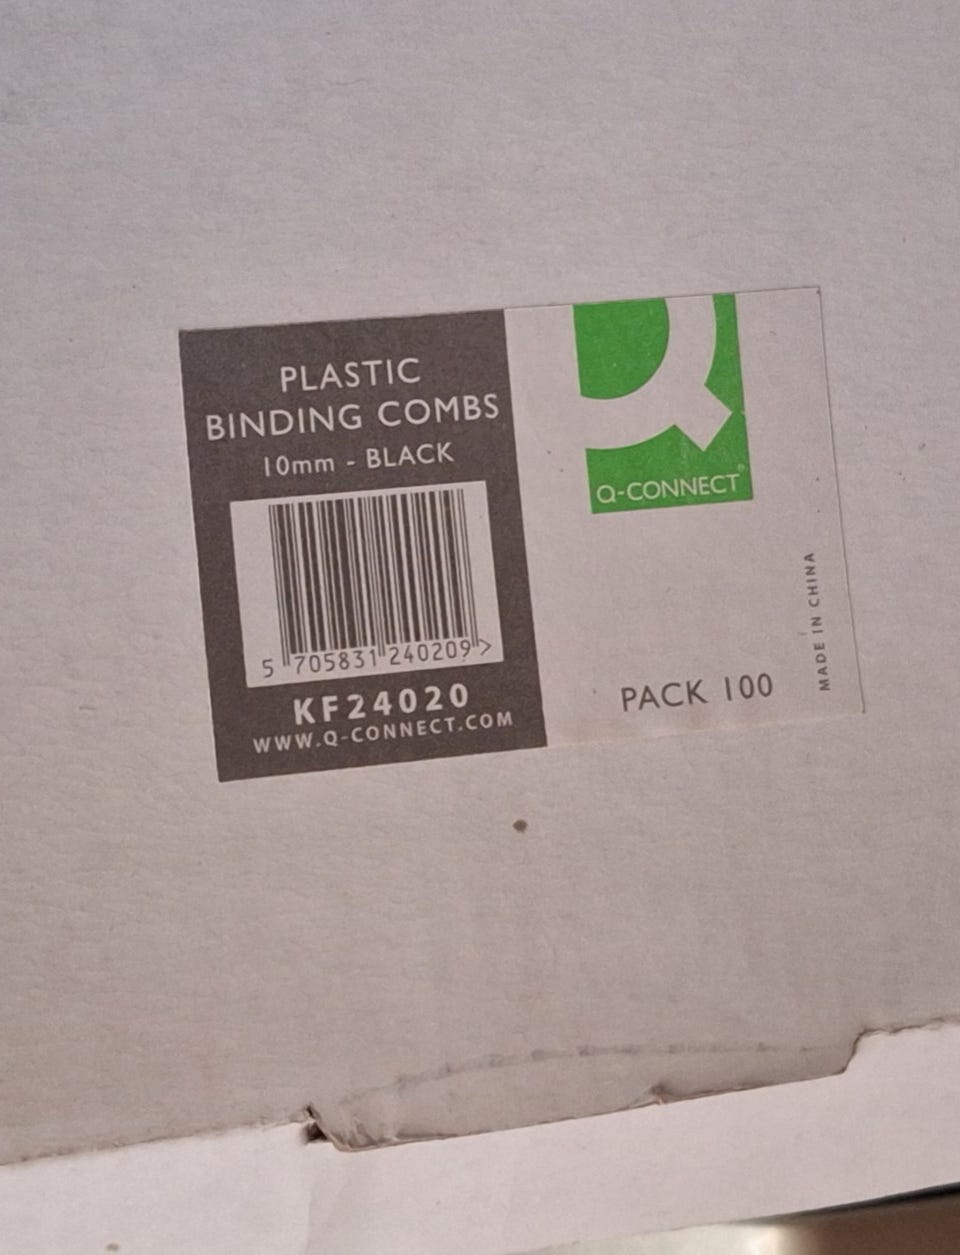 PLASTIC
BINDING COMBS
10mm - BLACK
5 705831 240209 >
KF24020
WWW.Q-CONNECT.COM
Q-CONNECT®
PACK 100
MADE IN CHINA